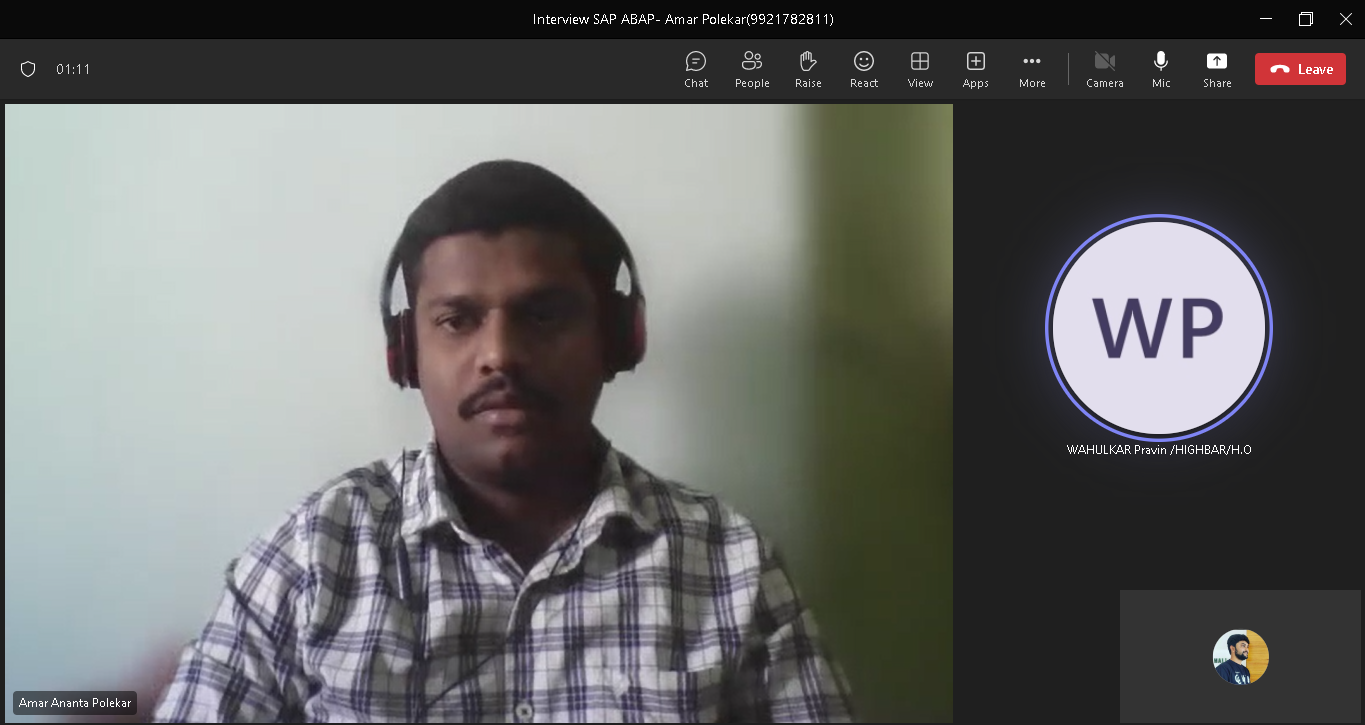 Interview SAP ABAP- Amar Polekar(9921782811)
01:11
Chat
People
Raise
React
View
Apps
More
Camera
Mic
Share
Leave
WP
WAHULKAR Pravin /HIGHBAR/H.O
Amar Ananta Polekar